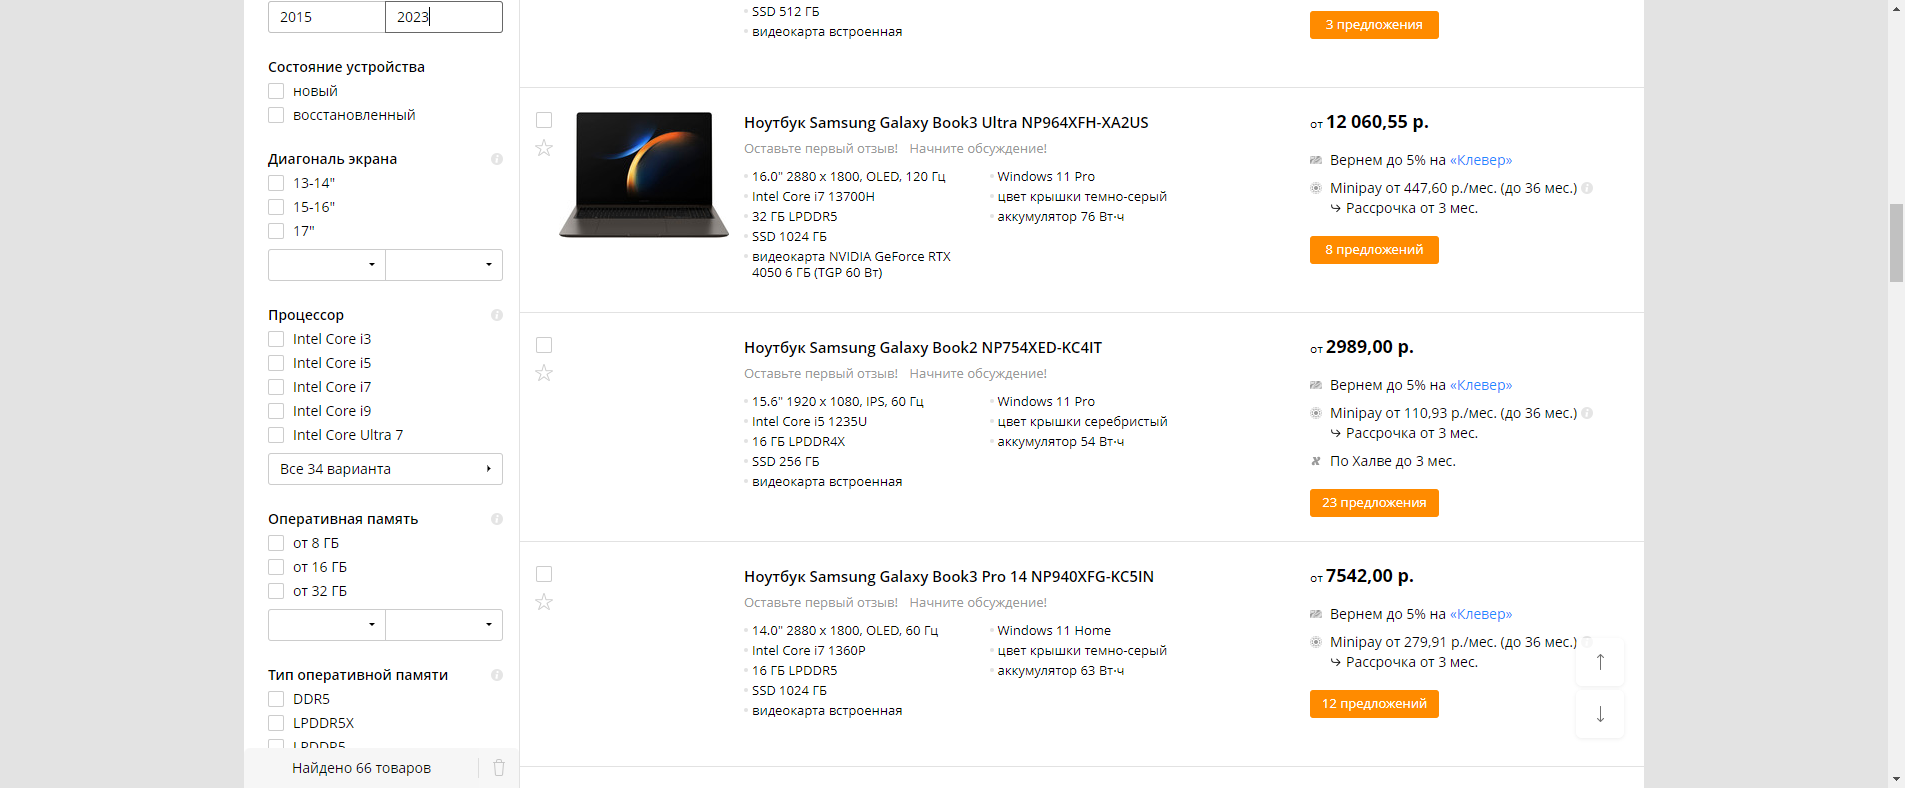 2015
2023
Состояние устройства
новый
восстановленный
Диагональ экрана
13-14"
15-16"
17"
Процессор
Intel Core i3
Intel Core i5
Intel Core i7
Intel Core i9
Intel Core Ultra 7
Все 34 варианта
Оперативная память
от 8 ГБ
от 16 ГБ
от 32 ГБ
Тип оперативной памяти
DDR5
LPDDR5X
LPDDR5
Найдено 66 товаров
SSD 512 ГБ
видеокарта встроенная
3 предложения
Ноутбук Samsung Galaxy Book3 Ultra NP964XFH-XA2US
Оставьте первый отзыв! Начните обсуждение!
16.0" 2880 x 1800, OLED, 120 Гц
Intel Core i7 13700H
32 ГБ LPDDR5
SSD 1024 ГБ
видеокарта NVIDIA GeForce RTX
4050 6 ГБ (TGP 60 Вт)
Windows 11 Pro
цвет крышки темно-серый
аккумулятор 76 Вт·ч
от 12 060,55 р.
Вернем до 5% на «Клевер»
Minipay от 447,60 р./мес. (до 36 мес.)
↪ Рассрочка от 3 мес.
8 предложений
Ноутбук Samsung Galaxy Book2 NP754XED-KC4IT
Оставьте первый отзыв! Начните обсуждение!
15.6" 1920 x 1080, IPS, 60 Гц
Intel Core i5 1235U
16 ГБ LPDDR4X
SSD 256 ГБ
видеокарта встроенная
Windows 11 Pro
цвет крышки серебристый
аккумулятор 54 Вт·ч
от 2989,00 р.
Вернем до 5% на «Клевер»
Minipay от 110,93 р./мес. (до 36 мес.)
↪ Рассрочка от 3 мес.
По Халве до 3 мес.
23 предложения
Ноутбук Samsung Galaxy Book3 Pro 14 NP940XFG-KC5IN
Оставьте первый отзыв! Начните обсуждение!
14.0" 2880 x 1800, OLED, 60 Гц
Intel Core i7 1360P
16 ГБ LPDDR5
SSD 1024 ГБ
видеокарта встроенная
Windows 11 Home
цвет крышки темно-серый
аккумулятор 63 Вт·ч
от 7542,00 р.
Вернем до 5% на «Клевер»
Minipay от 279,91 р./мес. (до 36 мес.)
↪ Рассрочка от 3 мес.
12 предложений